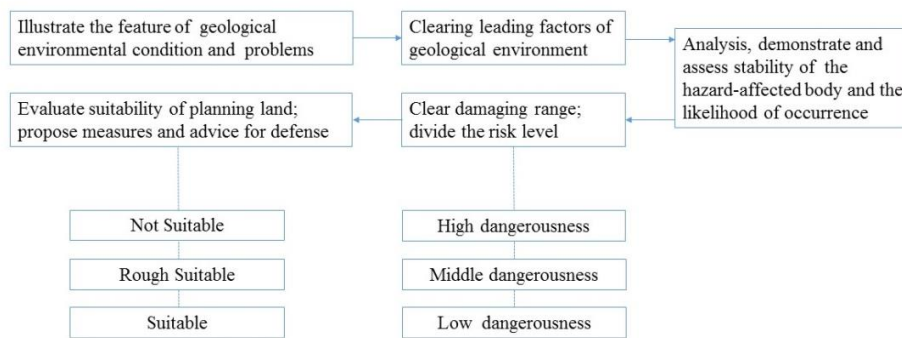 Illustrate the feature of geological
environmental condition and problems
Clearing leading factors of
geological environment
Analysis, demonstrate and
assess stability of the
hazard-affected body and the
likelihood of occurrence
Clear damaging range;
divide the risk level
Evaluate suitability of planning land;
propose measures and advice for defense
Not Suitable
Rough Suitable
Suitable
High dangerousness
Middle dangerousness
Low dangerousness